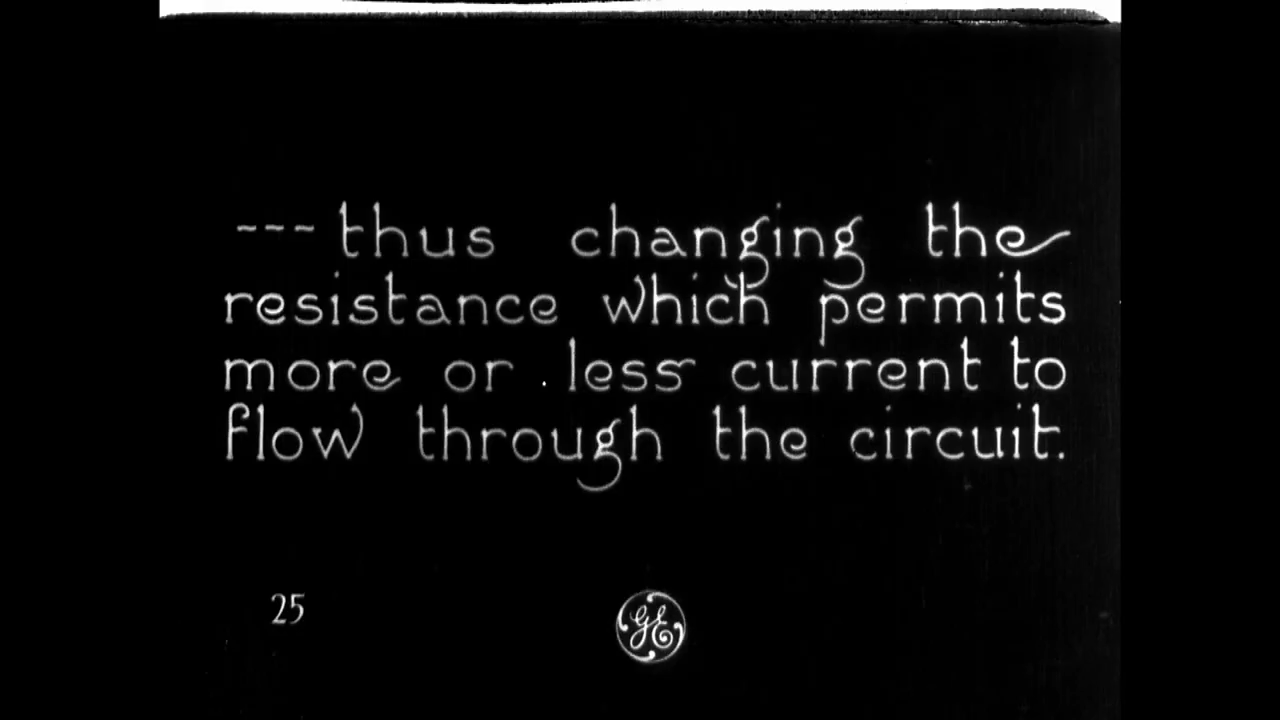 --- thus changing the
resistance which permits
more or less current to
flow through the circuit.
25
GE